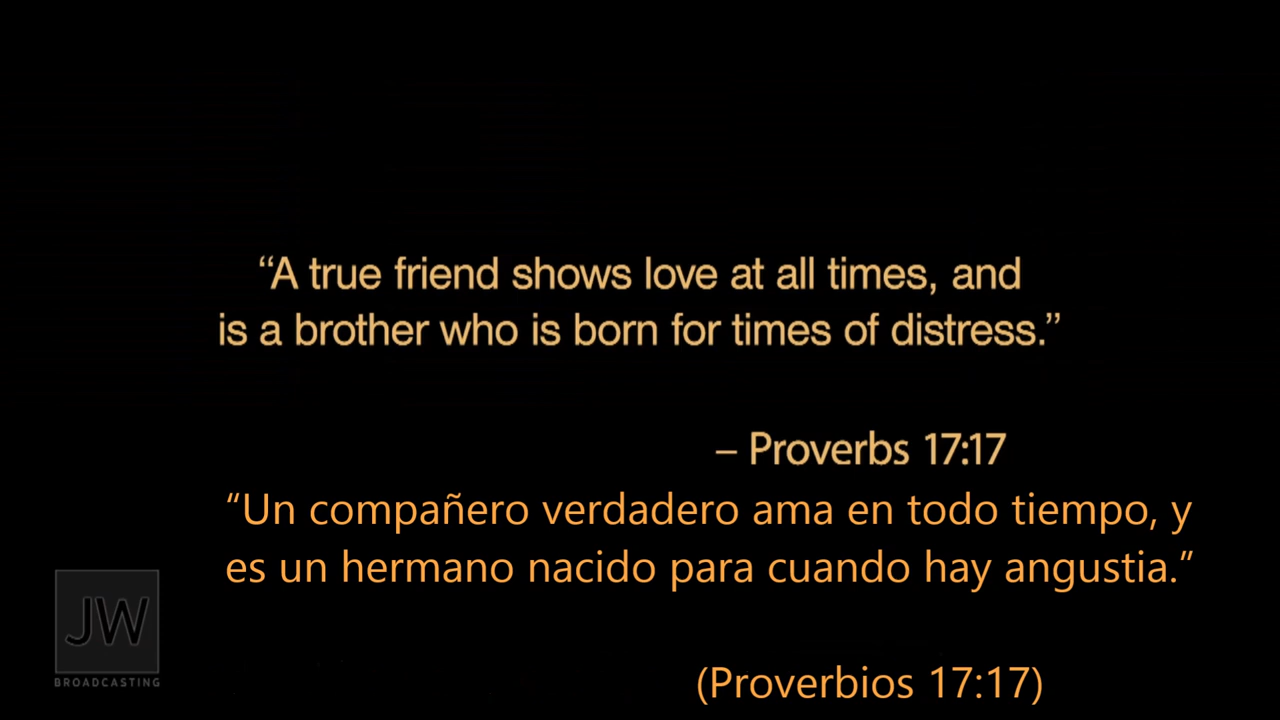 “A true friend shows love at all times, and
is a brother who is born for times of distress.”
– Proverbs 17:17
“Un compañero verdadero ama en todo tiempo, y
es un hermano nacido para cuando hay angustia.”
(Proverbios 17:17)
JW
BROADCASTING